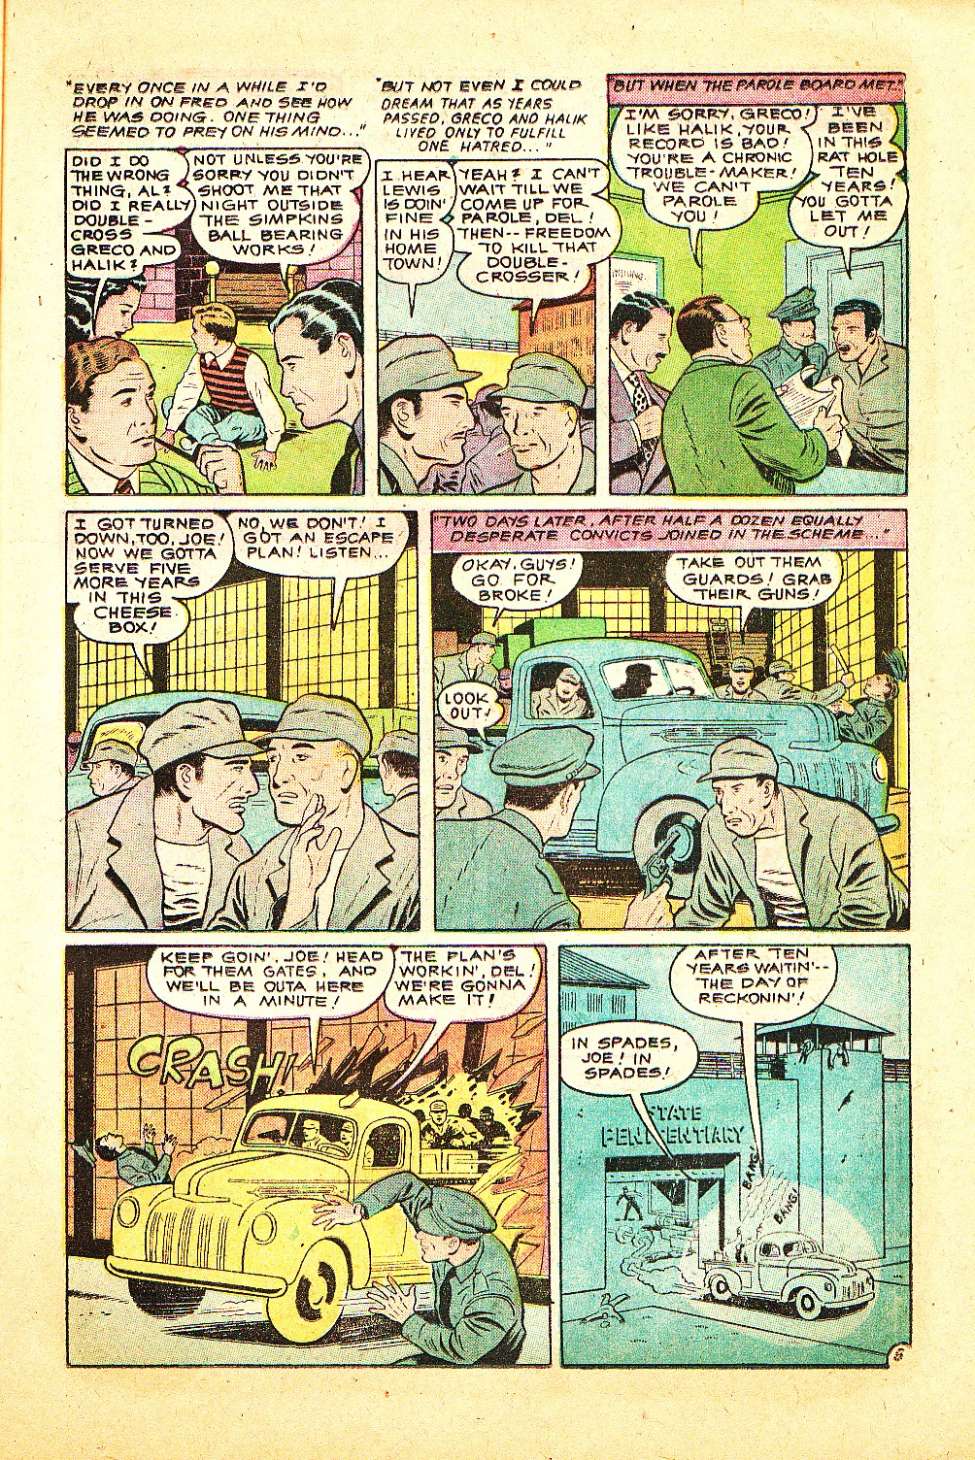 "EVERY ONCE IN A WHILE I'D
DROP IN ON FRED AND SEE HOW
HE WAS DOING. ONE THING
SEEMED TO PREY ON HIS MIND..."
DID I DO
THE WRONG
THING, AL?
DID I REALLY
DOUBLE-
CROSS
GRECO AND
HALIK?
NOT UNLESS YOU'RE
SORRY YOU DIDN'T
SHOOT ME THAT
NIGHT OUTSIDE
THE SIMPKINS
BALL BEARING
WORKS!
"BUT NOT EVEN I COULD
DREAM THAT AS YEARS
PASSED, GRECO AND HALIK
LIVED ONLY TO FULFILL
ONE HATRED..."
I HEAR
LEWIS
IS DOIN'
FINE
IN HIS
HOME
TOWN!
YEAH? I CAN'T
WAIT TILL WE
COME UP FOR
PAROLE, DEL!
THEN--FREEDOM
TO KILL THAT
DOUBLE-
CROSSER!
"BUT WHEN THE PAROLE BOARD MET..."
I'M SORRY, GRECO!
LIKE HALIK, YOUR
RECORD IS BAD!
YOU'RE A CHRONIC
TROUBLE-MAKER!
WE CAN'T
PAROLE
YOU!
I'VE
BEEN
IN THIS
RAT HOLE
TEN
YEARS!
YOU GOTTA
LET ME
OUT!
I GOT TURNED
DOWN, TOO, JOE!
NOW WE GOTTA
SERVE FIVE
MORE YEARS
IN THIS
CHEESE
BOX!
NO, WE DON'T! I
GOT AN ESCAPE
PLAN! LISTEN...
"TWO DAYS LATER, AFTER HALF A DOZEN EQUALLY
DESPERATE CONVICTS JOINED IN THE SCHEME..."
OKAY, GUYS!
GO FOR
BROKE!
TAKE OUT THEM
GUARDS! GRAB
THEIR GUNS!
LOOK
OUT!
KEEP GOIN', JOE! HEAD
FOR THEM GATES, AND
WE'LL BE OUTA HERE
IN A MINUTE!
THE PLAN'S
WORKIN', DEL!
WE'RE GONNA
MAKE IT!
CRASH!
AFTER TEN
YEARS WAITIN'--
THE DAY OF
RECKONIN'!
IN SPADES,
JOE! IN
SPADES!
STATE
PENITENTIARY
BANG!
BANG!